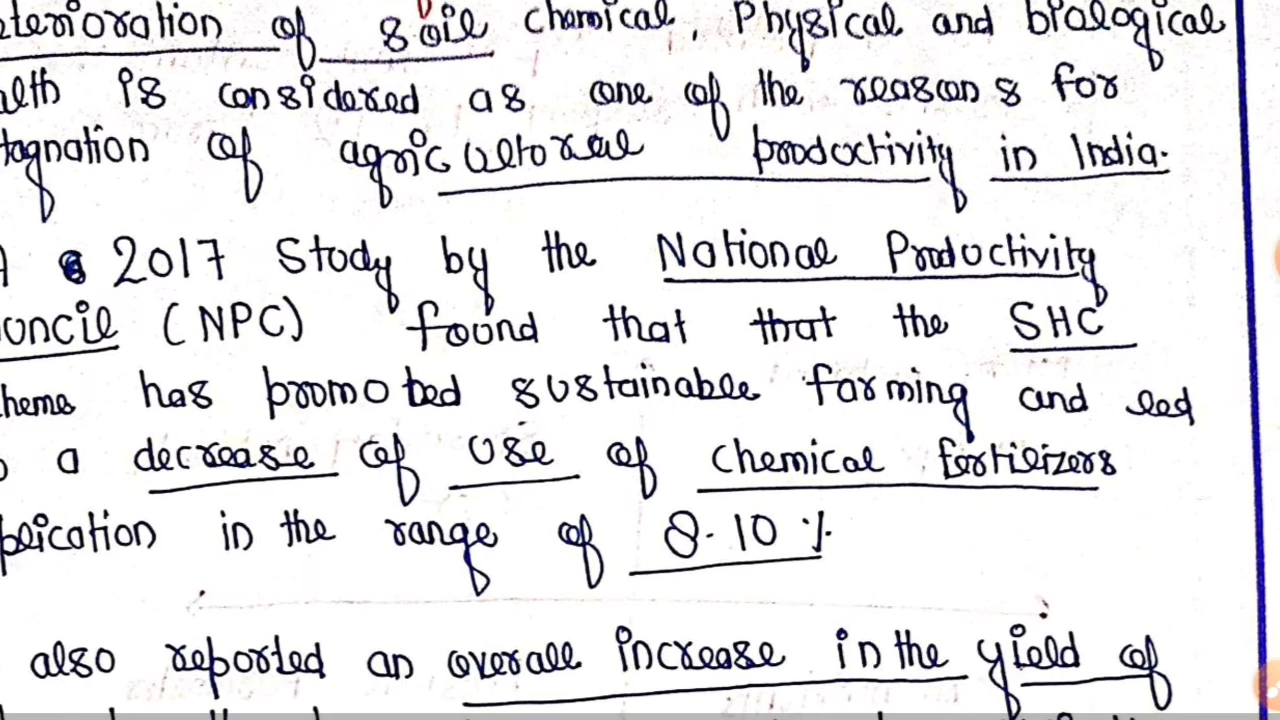 eterioration of soil chemical, Physical and biological
alth is considered as one of the reasons for
tagnation of agricultural productivity in India.
A 2017 Study by the National Productivity
ouncil (NPC) found that that the SHC
heme has promoted sustainable farming and led
o a decrease of use of chemical fertilizers
plication in the range of 8-10%.
also reported an overall increase in the yield of